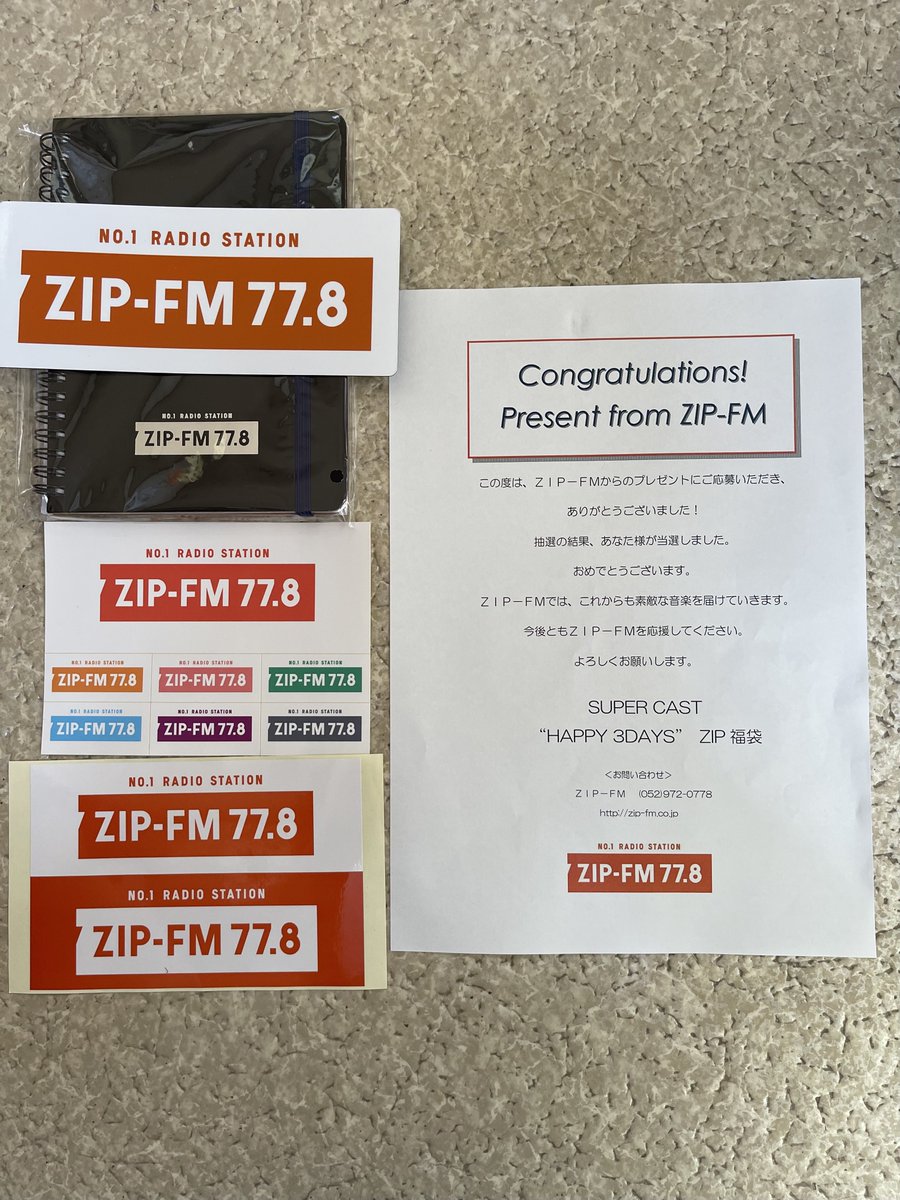 NO.1 RADIO STATION
ZIP-FM 77.8
NO.1 RADIO STATION
ZIP-FM 77.8
NO.1 RADIO STATION
ZIP-FM 77.8
NO.1 RADIO STATION
ZIP-FM 77.8
NO.1 RADIO STATION
ZIP-FM 77.8
NO.1 RADIO STATION
ZIP-FM 77.8
NO.1 RADIO STATION
ZIP-FM 77.8
NO.1 RADIO STATION
ZIP-FM 77.8
NO.1 RADIO STATION
ZIP-FM 77.8
NO.1 RADIO STATION
ZIP-FM 77.8
NO.1 RADIO STATION
ZIP-FM 77.8
Congratulations!
Present from ZIP-FM
この度は、ZIP-FMからのプレゼントにご応募いただき、
ありがとうございました！
抽選の結果、あなた様が当選しました。
おめでとうございます。
ZIP-FMでは、これからも素敵な音楽を届けていきます。
今後ともZIP-FMを応援してください。
よろしくお願いします。
SUPER CAST
“HAPPY 3DAYS” ZIP 福袋
＜お問い合わせ＞
ZIP-FM (052)972-0778
http://zip-fm.co.jp
NO.1 RADIO STATION
ZIP-FM 77.8